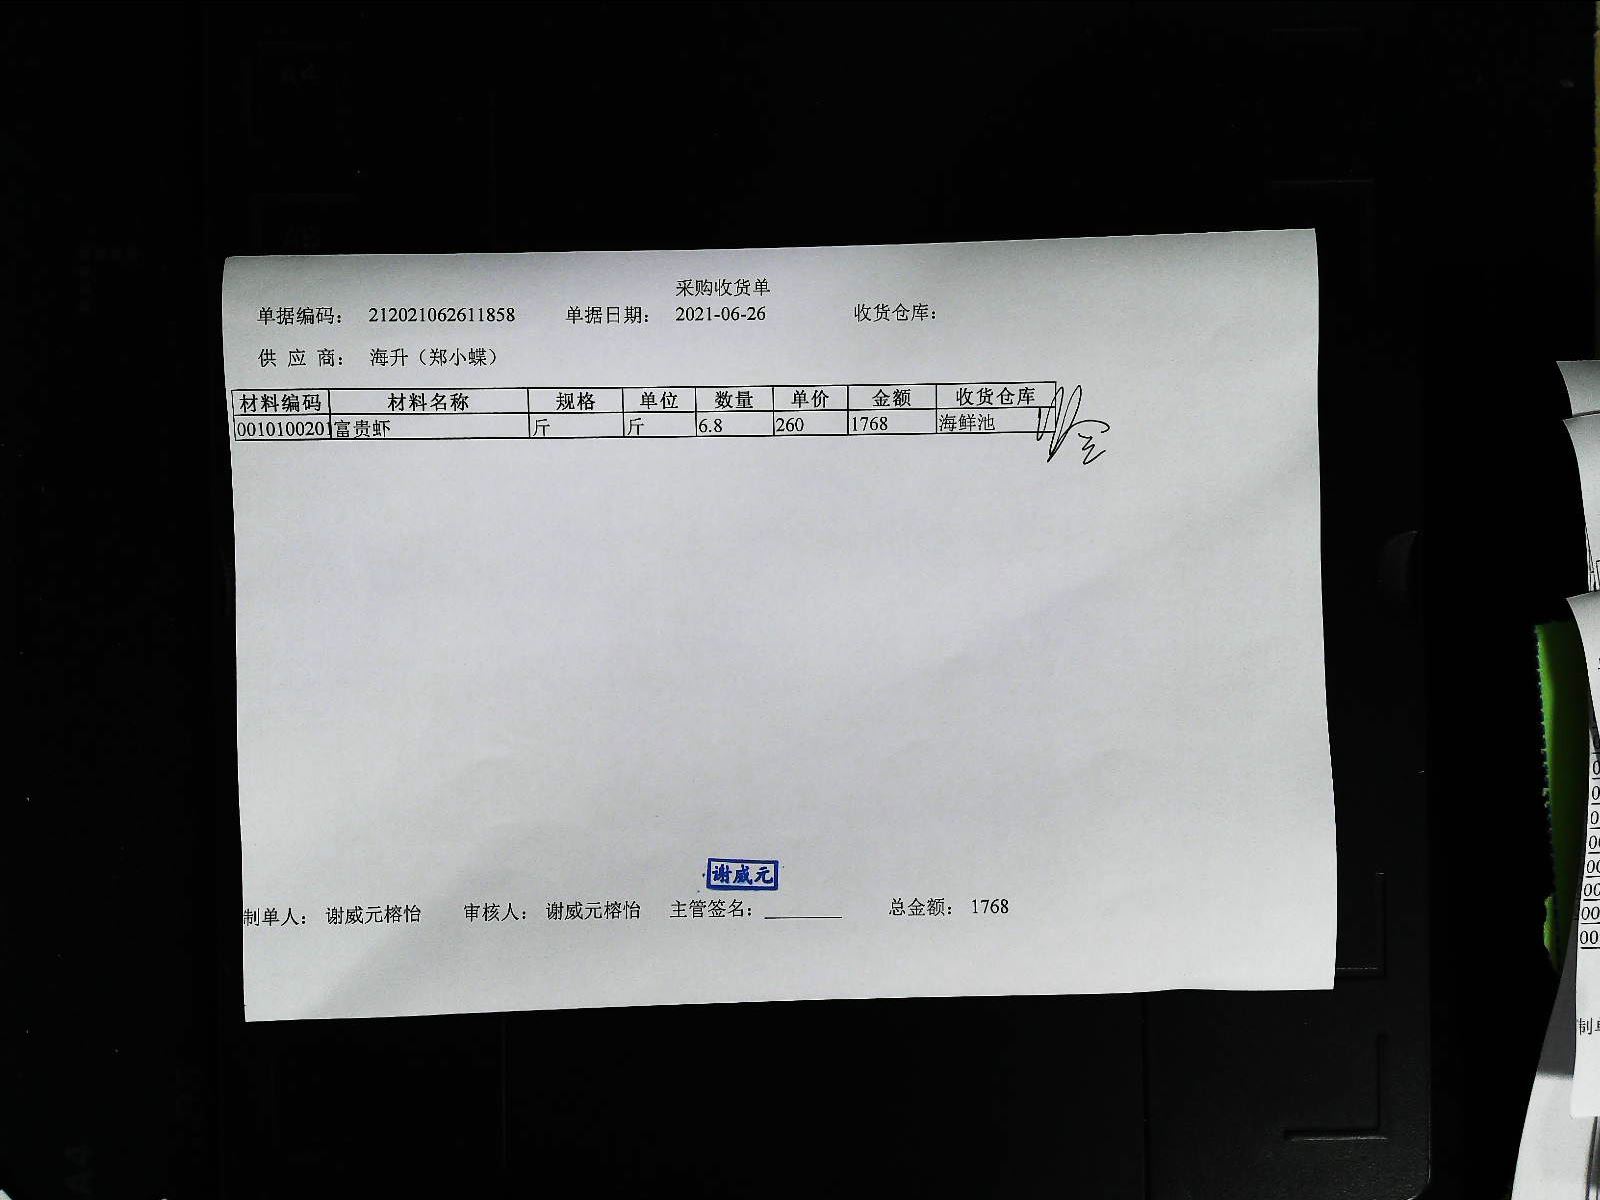 采购收货单
单据编码： 212021062611858 单据日期： 2021-06-26 收货仓库：
供 应 商： 海升（郑小蝶）
材料编码 材料名称 规格 单位 数量 单价 金额 收货仓库
0010100201 富贵虾 斤 斤 6.8 260 1768 海鲜池
谢威元
制单人： 谢威元榕怡 审核人： 谢威元榕怡 主管签名： 总金额： 1768